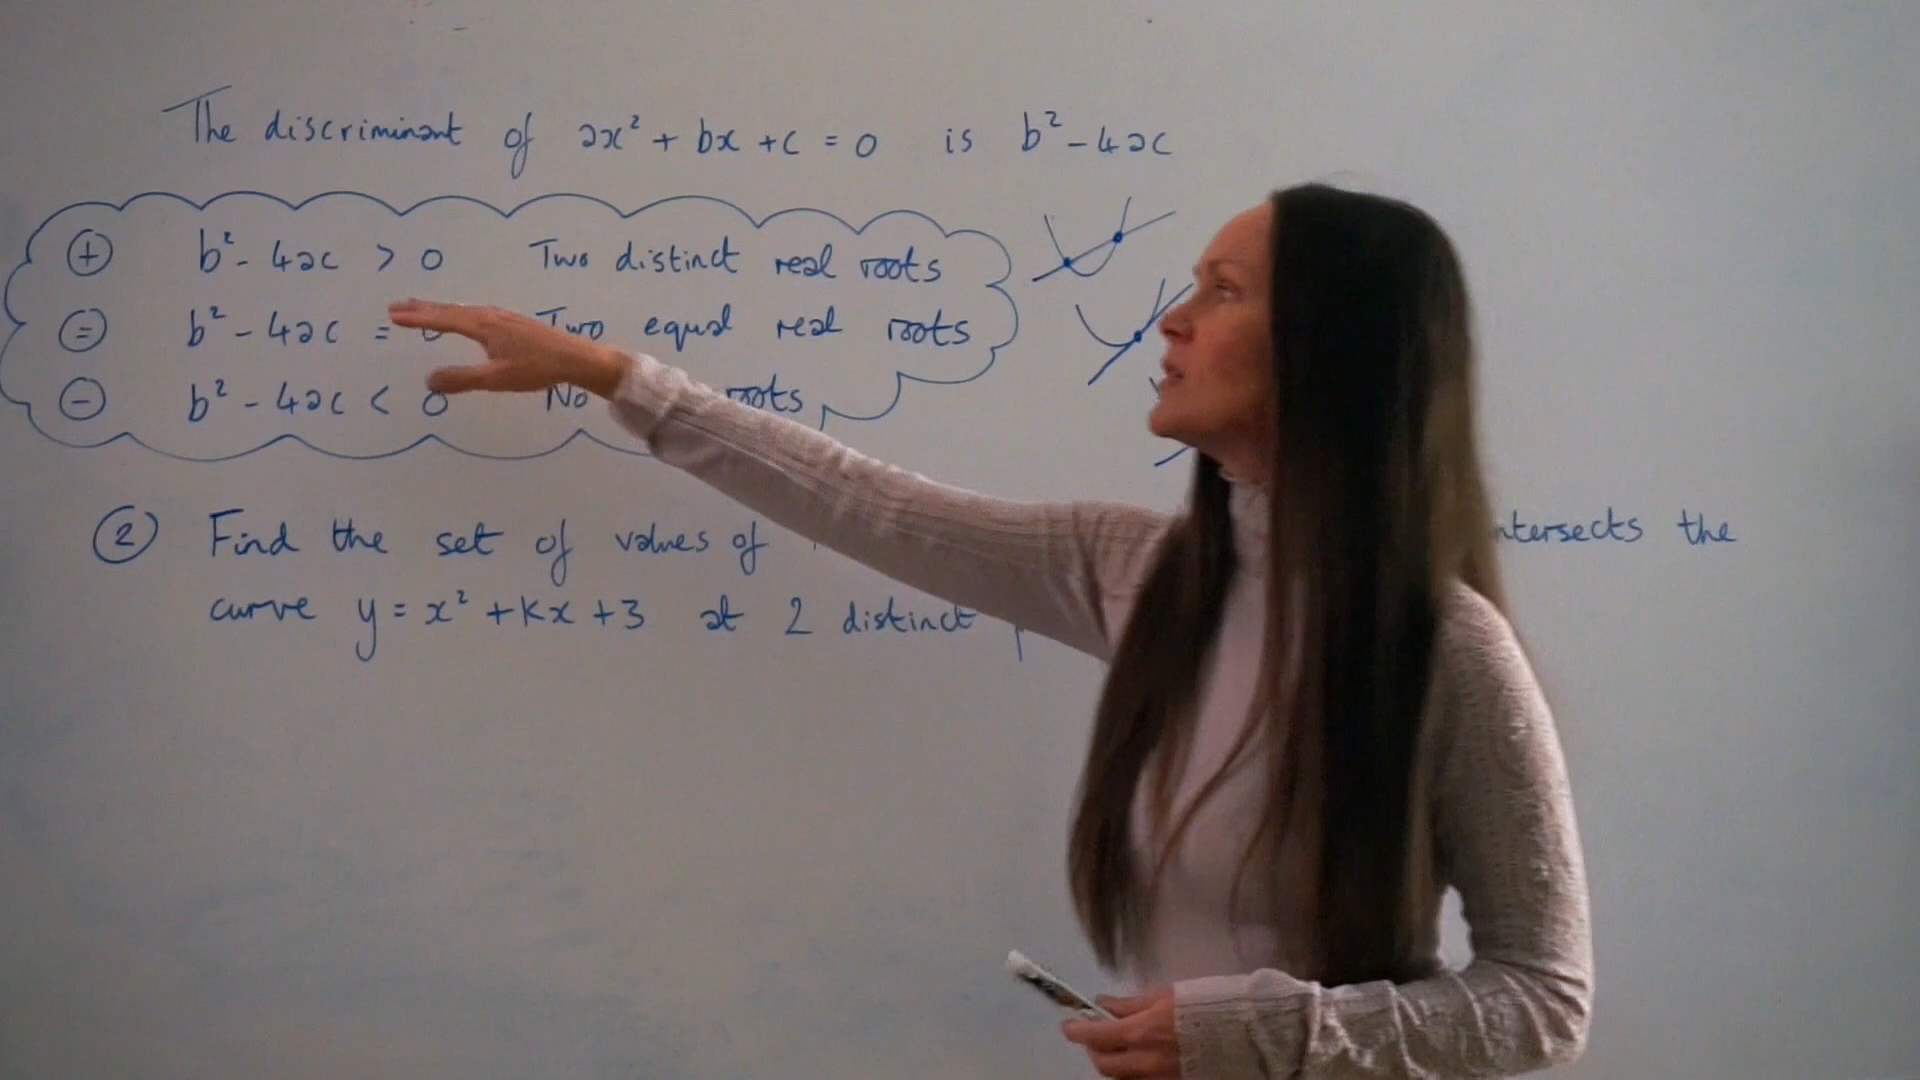 The discriminant of ax² + bx + c = 0 is b² - 4ac
+ b² - 4ac > 0 Two distinct real roots
= b² - 4ac = 0 Two equal real roots
- b² - 4ac < 0 No roots
② Find the set of values of intersects the
curve y = x² + kx + 3 at 2 distinct